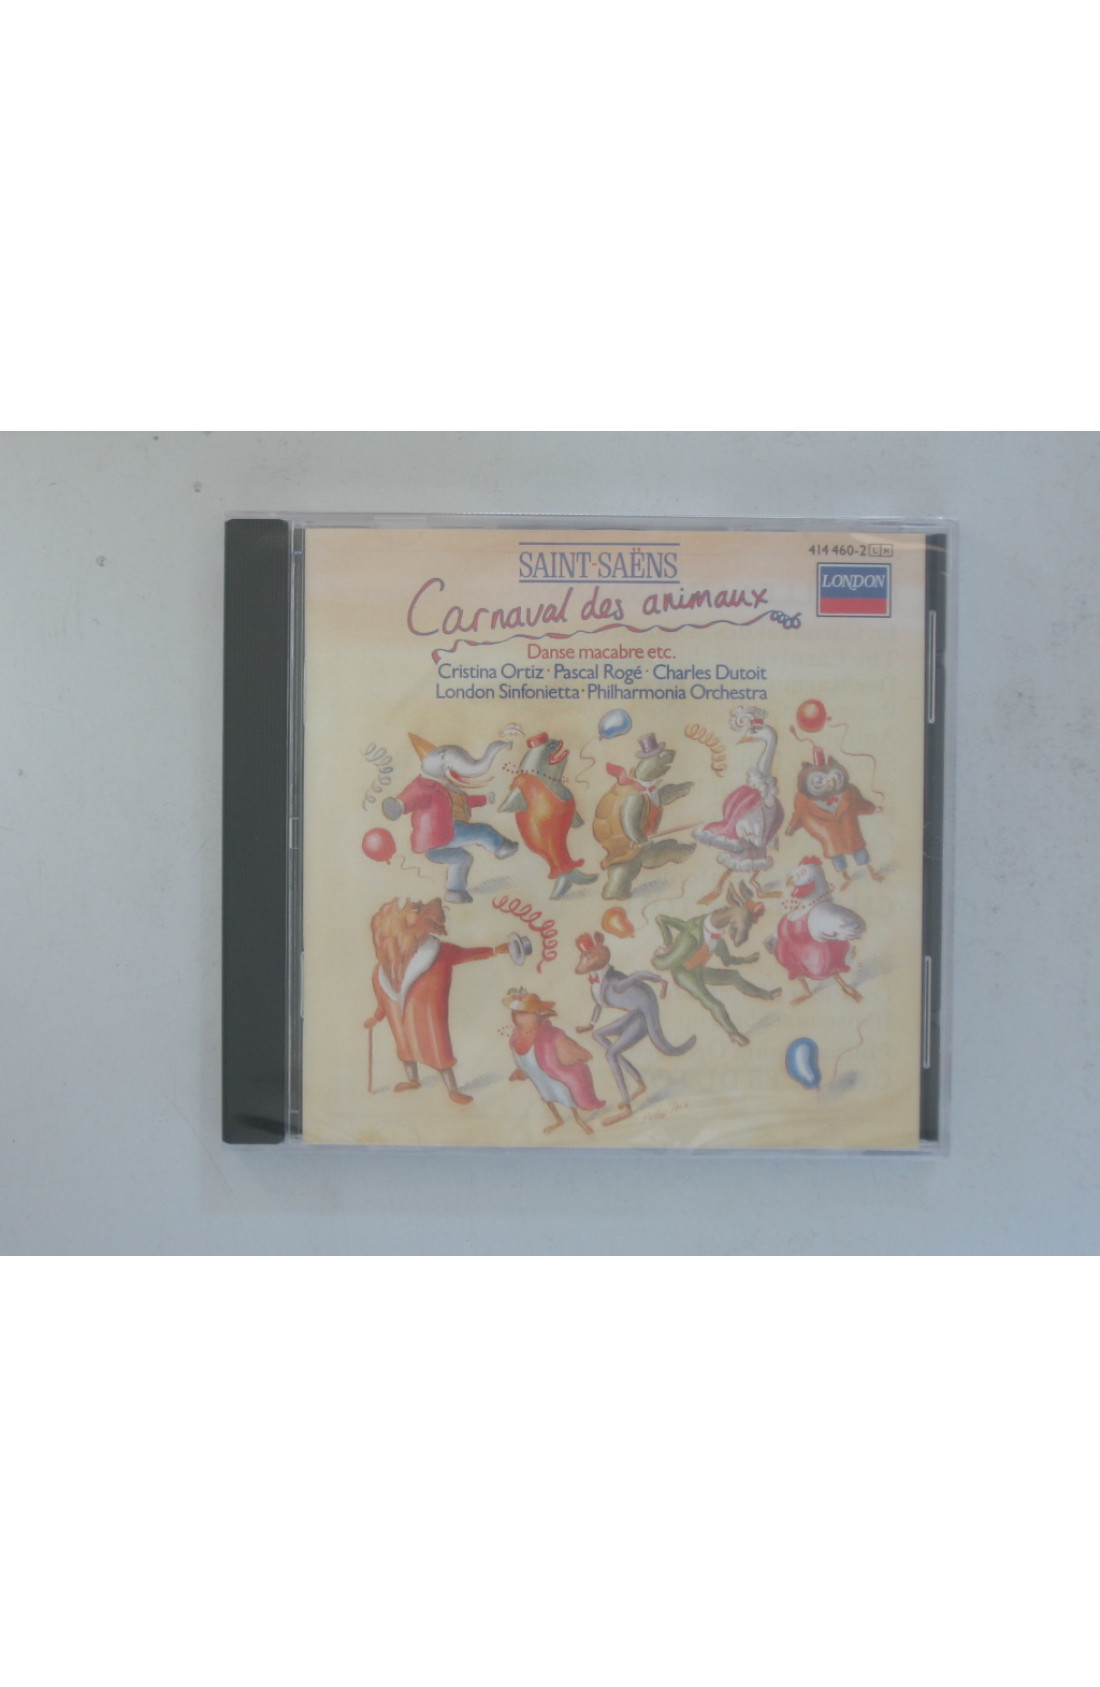 SAINT-SAËNS
414 460-2 LH
LONDON
Carnaval des animaux
Danse macabre etc.
Cristina Ortiz · Pascal Rogé · Charles Dutoit
London Sinfonietta · Philharmonia Orchestra